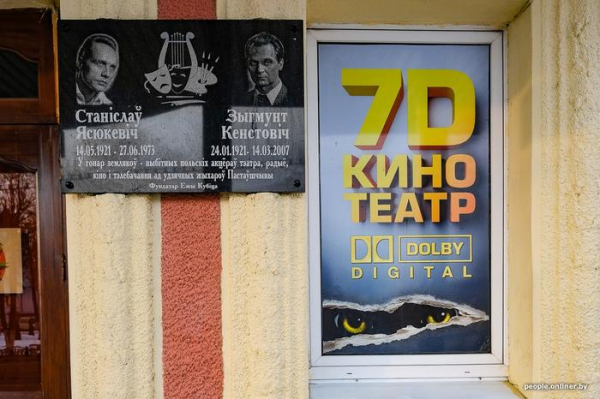 Станіслаў
Ясюкевіч
14.05.1921 - 27.06.1973
Зыгмунт
Кенстовіч
24.01.1921- 14.03.2007
У гонар землякоў - выбітных польскіх акцёраў тэатра, радыё,
кіно і тэлебачання ад удзячных жыхароў Пастаўшчыны
Фундатар Ежы Кубіца
7D
КИНО
ТЕАТР
DOLBY
DIGITAL
people.onliner.by